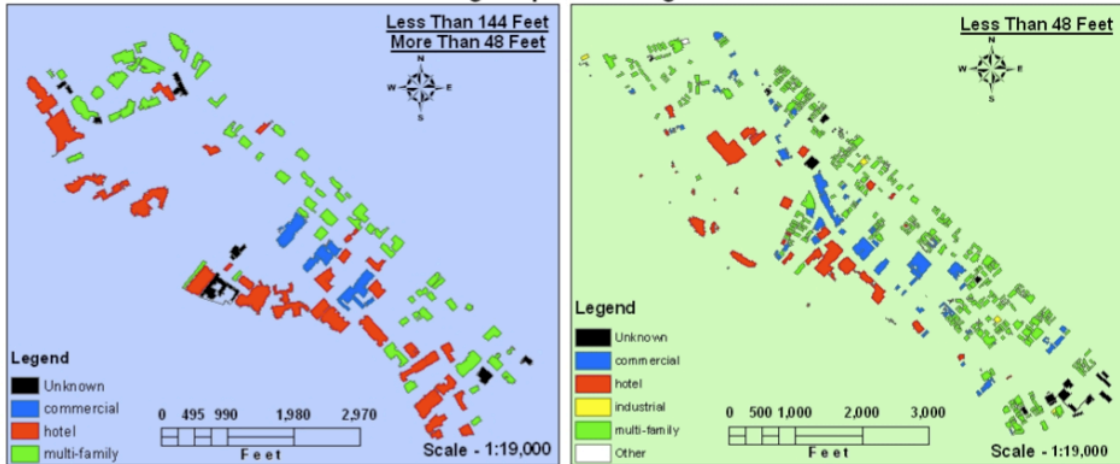 Less Than 144 Feet
More Than 48 Feet
N
W
E
S
Legend
Unknown
commercial
hotel
multi-family
0 495 990 1,980 2,970
Feet
Scale - 1:19,000
Less Than 48 Feet
N
W
E
S
Legend
Unknown
commercial
hotel
industrial
multi-family
Other
0 500 1,000 2,000 3,000
Feet
Scale - 1:19,000